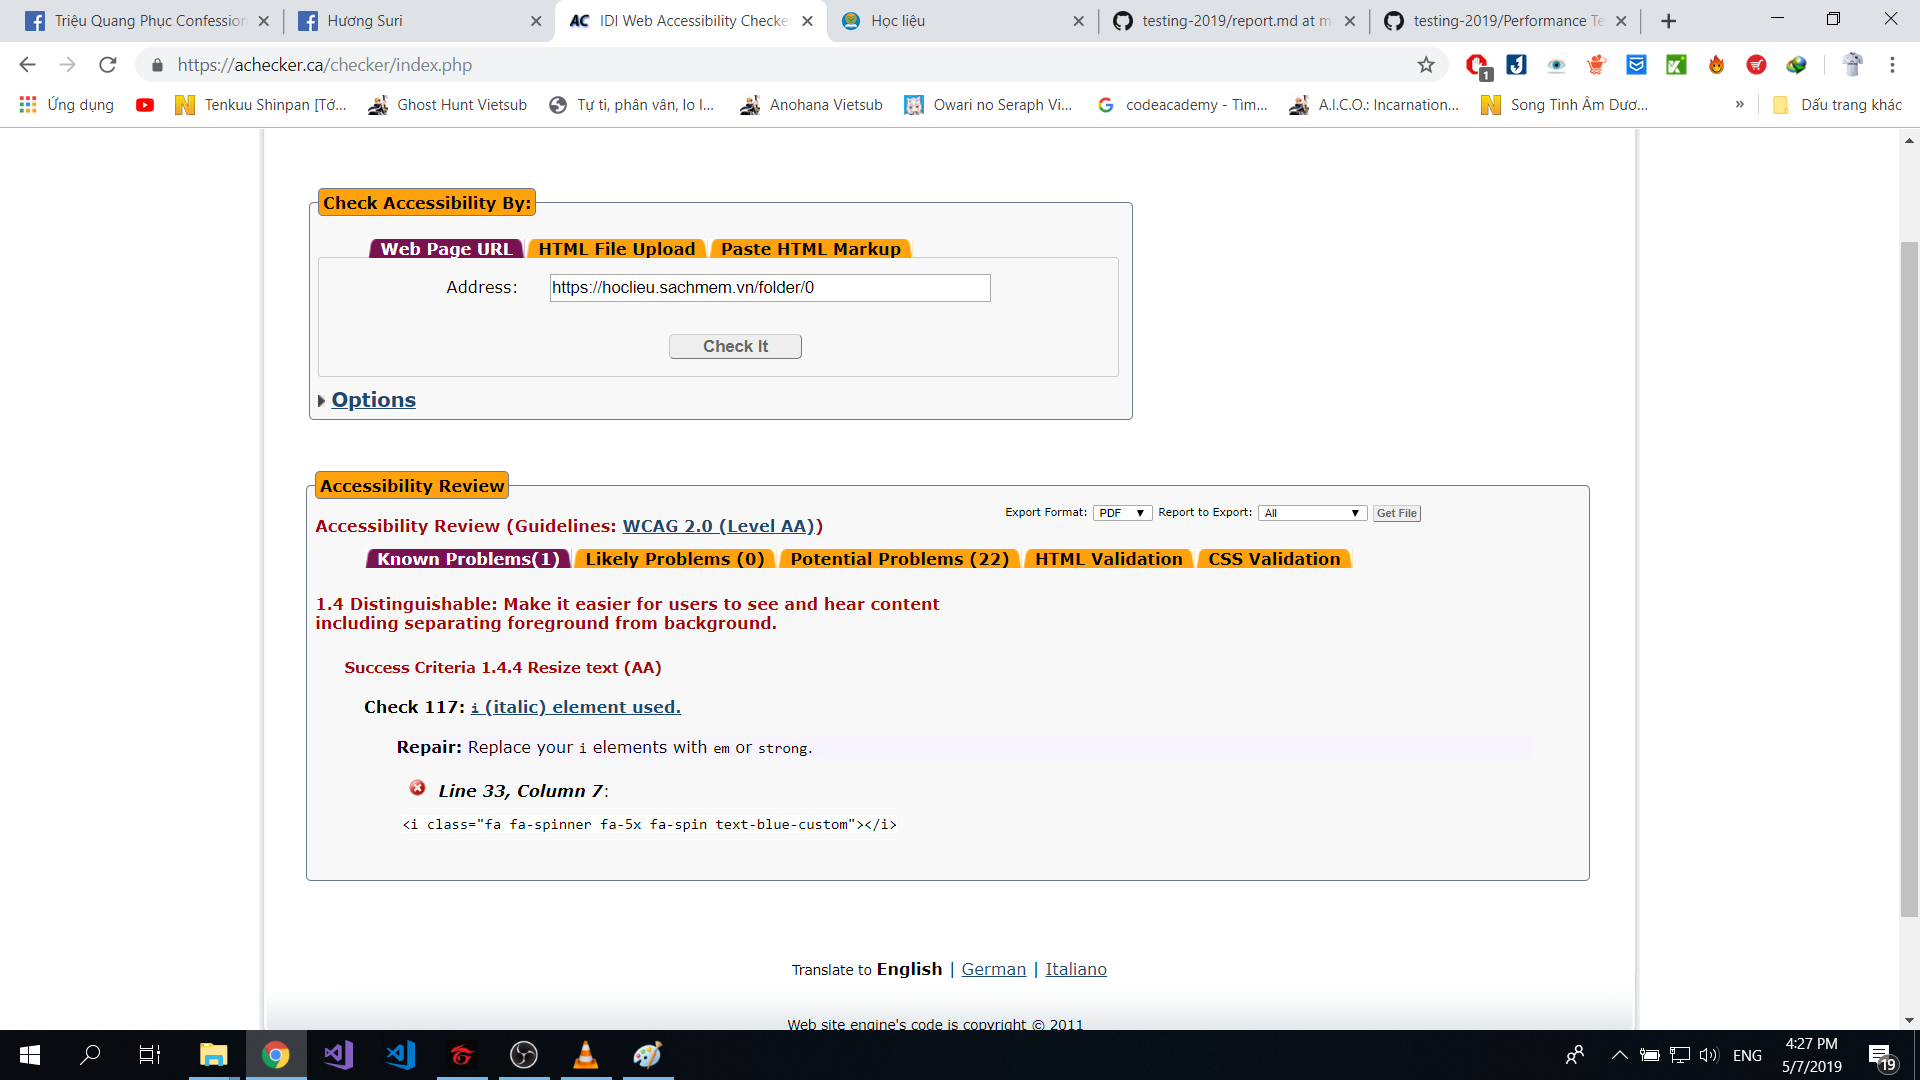 Triệu Quang Phục Confession
Hương Suri
IDI Web Accessibility Checke
Học liệu
testing-2019/report.md at m
testing-2019/Performance Te
https://achecker.ca/checker/index.php
1
Ứng dụng
Tenkuu Shinpan [Tớ...
Ghost Hunt Vietsub
Tự ti, phân vân, lo l...
Anohana Vietsub
Owari no Seraph Vi...
codeacademy - Tìm...
A.I.C.O.: Incarnation...
Song Tinh Âm Dươ...
»
Dấu trang khác
Check Accessibility By:
Web Page URL
HTML File Upload
Paste HTML Markup
Address:
https://hoclieu.sachmem.vn/folder/0
Check It
Options
Accessibility Review
Export Format: PDF Report to Export: All Get File
Accessibility Review (Guidelines: WCAG 2.0 (Level AA))
Known Problems(1)
Likely Problems (0)
Potential Problems (22)
HTML Validation
CSS Validation
1.4 Distinguishable: Make it easier for users to see and hear content
including separating foreground from background.
Success Criteria 1.4.4 Resize text (AA)
Check 117: i (italic) element used.
Repair: Replace your i elements with em or strong.
Line 33, Column 7:
<i class="fa fa-spinner fa-5x fa-spin text-blue-custom"></i>
Translate to English | German | Italiano
Web site engine's code is copyright © 2011
ENG
4:27 PM
5/7/2019
19